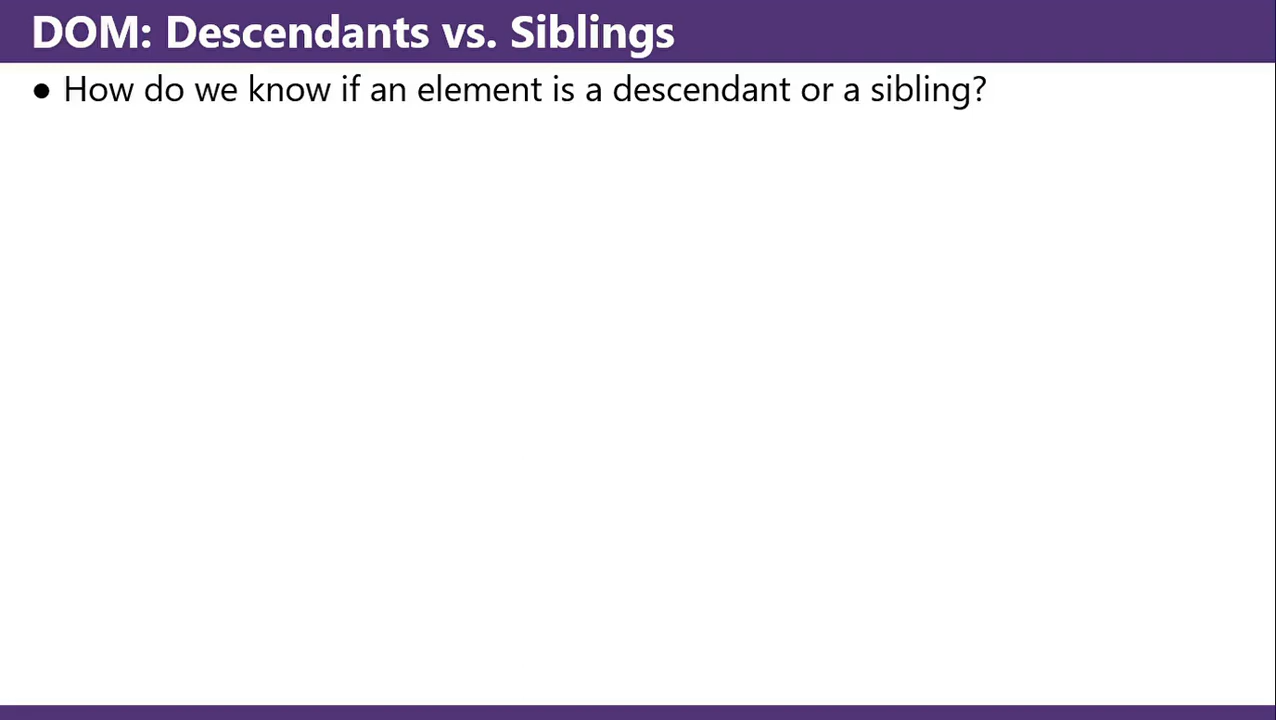 DOM: Descendants vs. Siblings
● How do we know if an element is a descendant or a sibling?